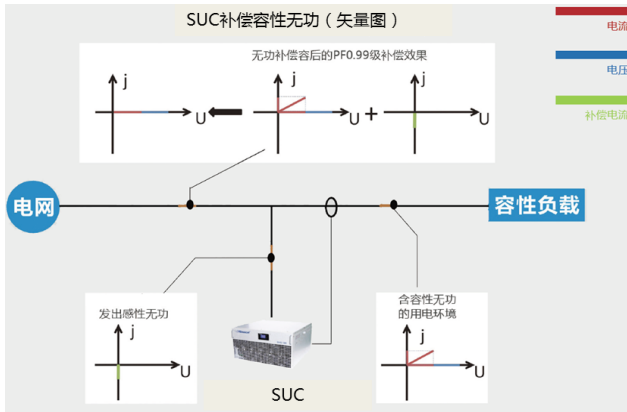 SUC补偿容性无功（矢量图）
电流
无功补偿容后的PF0.99级补偿效果
电压
j
j
j
U
U
+
U
补偿电流
电网
容性负载
发出感性无功
j
U
含容性无功
的用电环境
j
U
SUC